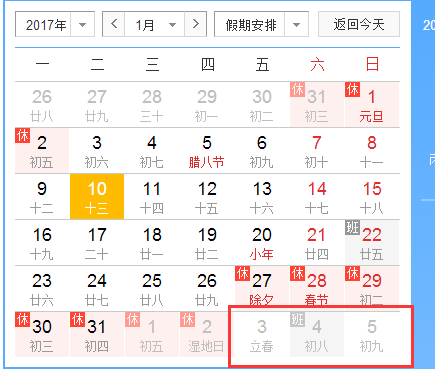 2017年 1月 假期安排 返回今天
20
一 二 三 四 五 六 日
26 27 28 29 30 休 31 休 1
廿八 廿九 三十 初一 初二 初三 元旦
休 2 3 4 5 6 7 8
初五 初六 初七 腊八节 初九 初十 十一
9 10 11 12 13 14 15
十二 十三 十四 十五 十六 十七 十八
16 17 18 19 20 21 班 22
十九 二十 廿一 廿二 小年 廿四 廿五
23 24 25 26 休 27 休 28 休 29
廿六 廿七 廿八 廿九 除夕 春节 初二
休 30 休 31 休 1 休 2 3 班 4 5
初三 初四 初五 湿地日 立春 初八 初九